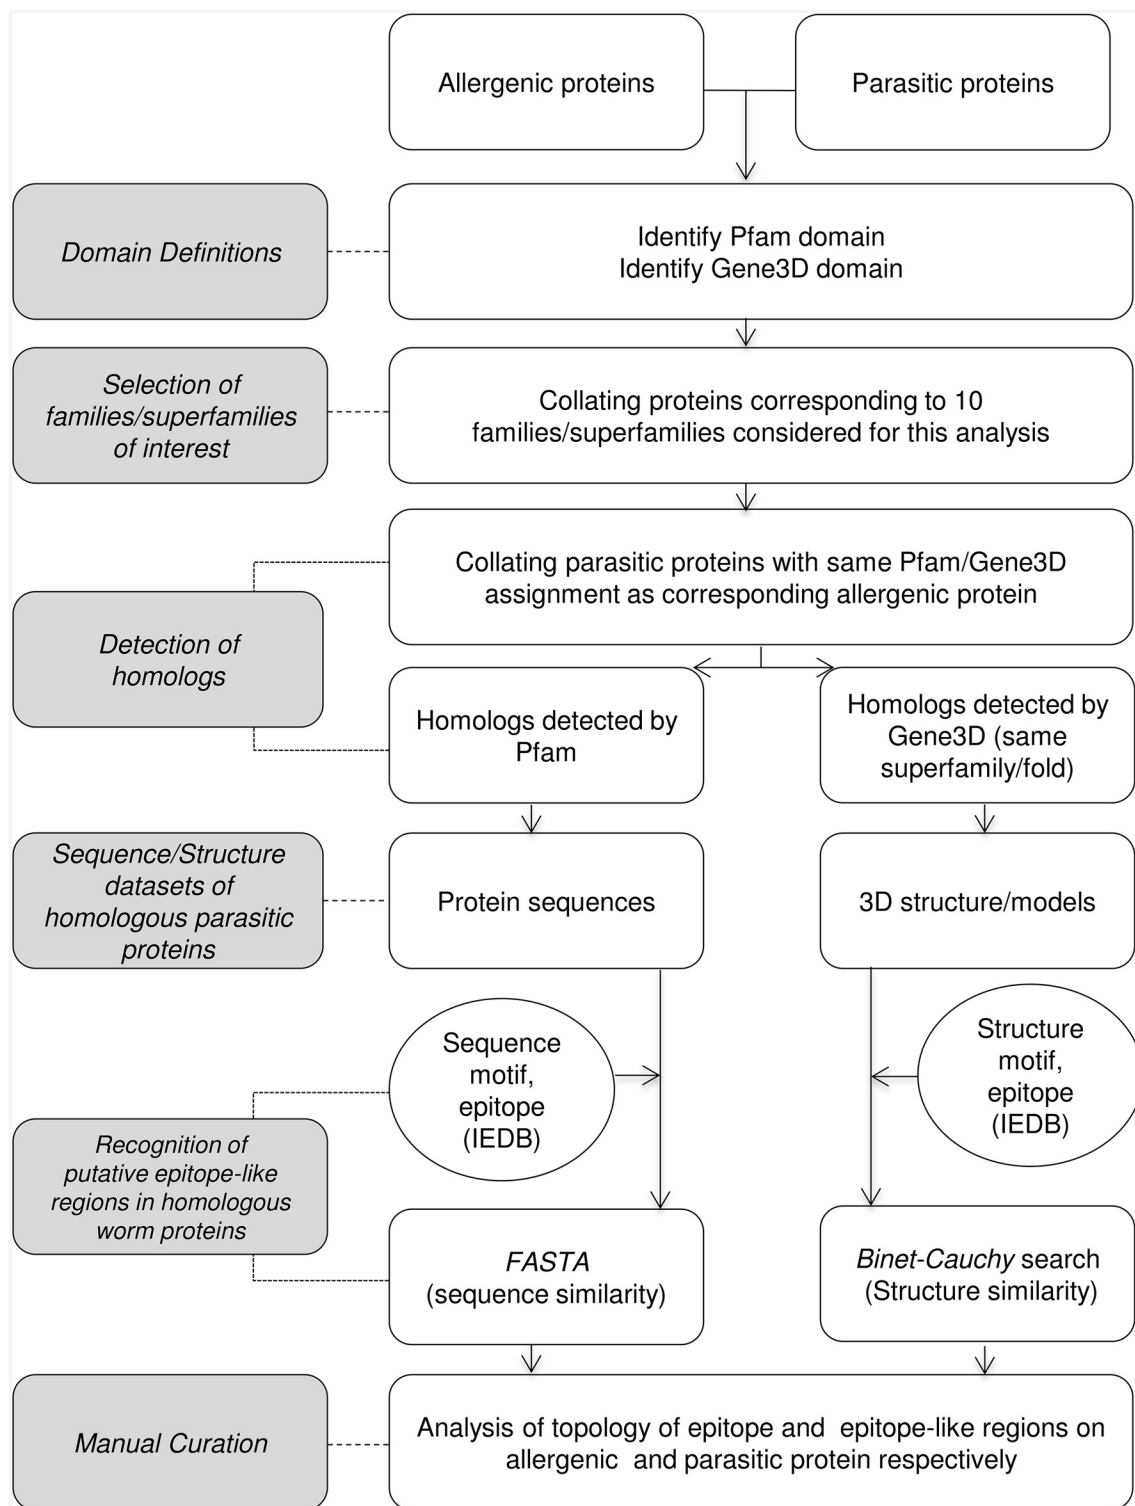 Allergenic proteins
Parasitic proteins
Domain Definitions
Identify Pfam domain
Identify Gene3D domain
Selection of
families/superfamilies
of interest
Collating proteins corresponding to 10
families/superfamilies considered for this analysis
Collating parasitic proteins with same Pfam/Gene3D
assignment as corresponding allergenic protein
Detection of
homologs
Homologs detected by
Pfam
Homologs detected by
Gene3D (same
superfamily/fold)
Sequence/Structure
datasets of
homologous parasitic
proteins
Protein sequences
3D structure/models
Sequence
motif,
epitope
(IEDB)
Structure
motif,
epitope
(IEDB)
Recognition of
putative epitope-like
regions in homologous
worm proteins
FASTA
(sequence similarity)
Binet-Cauchy search
(Structure similarity)
Manual Curation
Analysis of topology of epitope and epitope-like regions on
allergenic and parasitic protein respectively